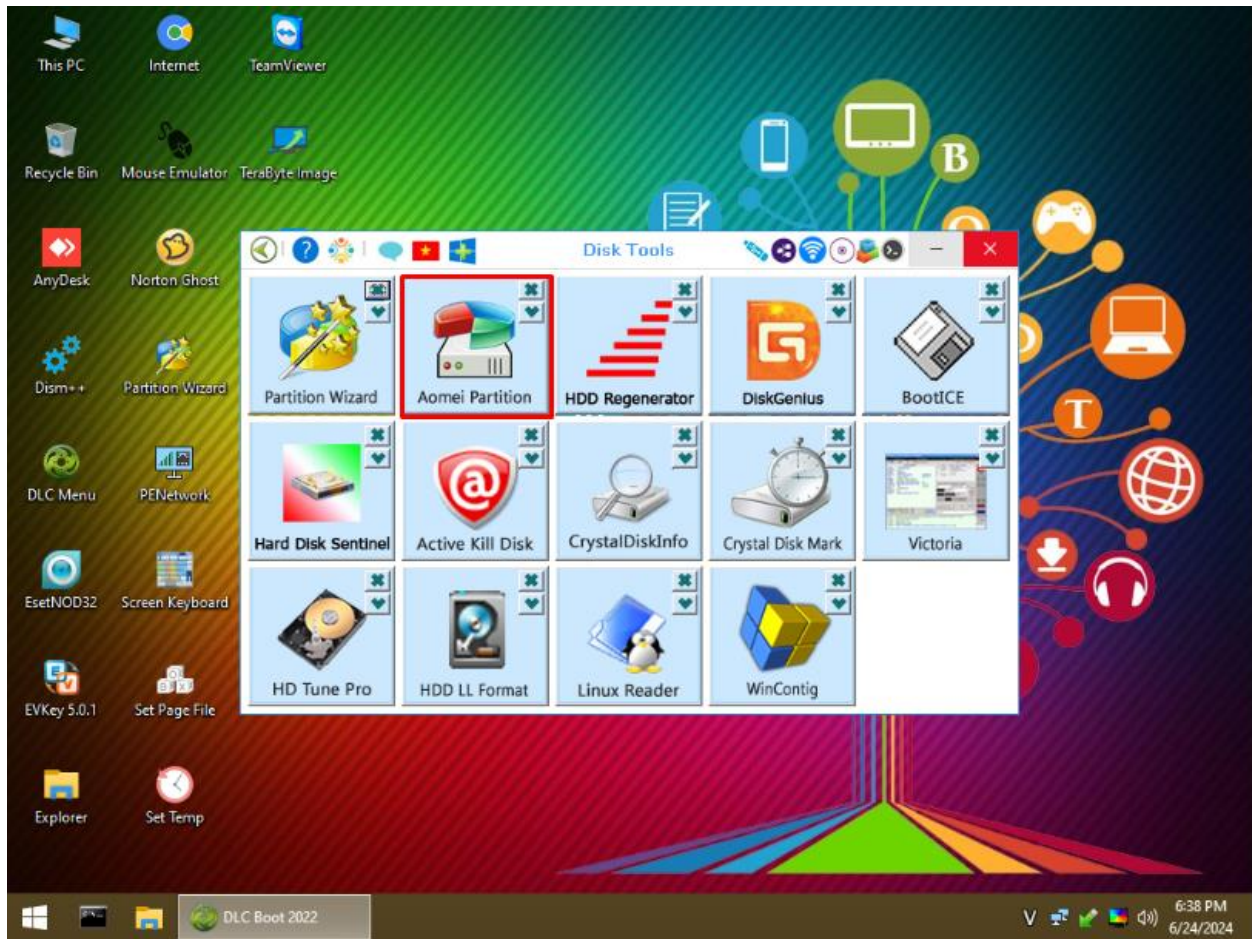 This PC
Internet
TeamViewer
Recycle Bin
Mouse Emulator
TeraByte Image
B
AnyDesk
Norton Ghost
Disk Tools
Dism++
Partition Wizard
Partition Wizard
Aomei Partition
HDD Regenerator
DiskGenius
BootICE
T
DLC Menu
PENetwork
Hard Disk Sentinel
Active Kill Disk
CrystalDiskInfo
Crystal Disk Mark
Victoria
EsetNOD32
Screen Keyboard
HD Tune Pro
HDD LL Format
Linux Reader
WinContig
EVKey 5.0.1
Set Page File
Explorer
Set Temp
DLC Boot 2022
V
6:38 PM
6/24/2024